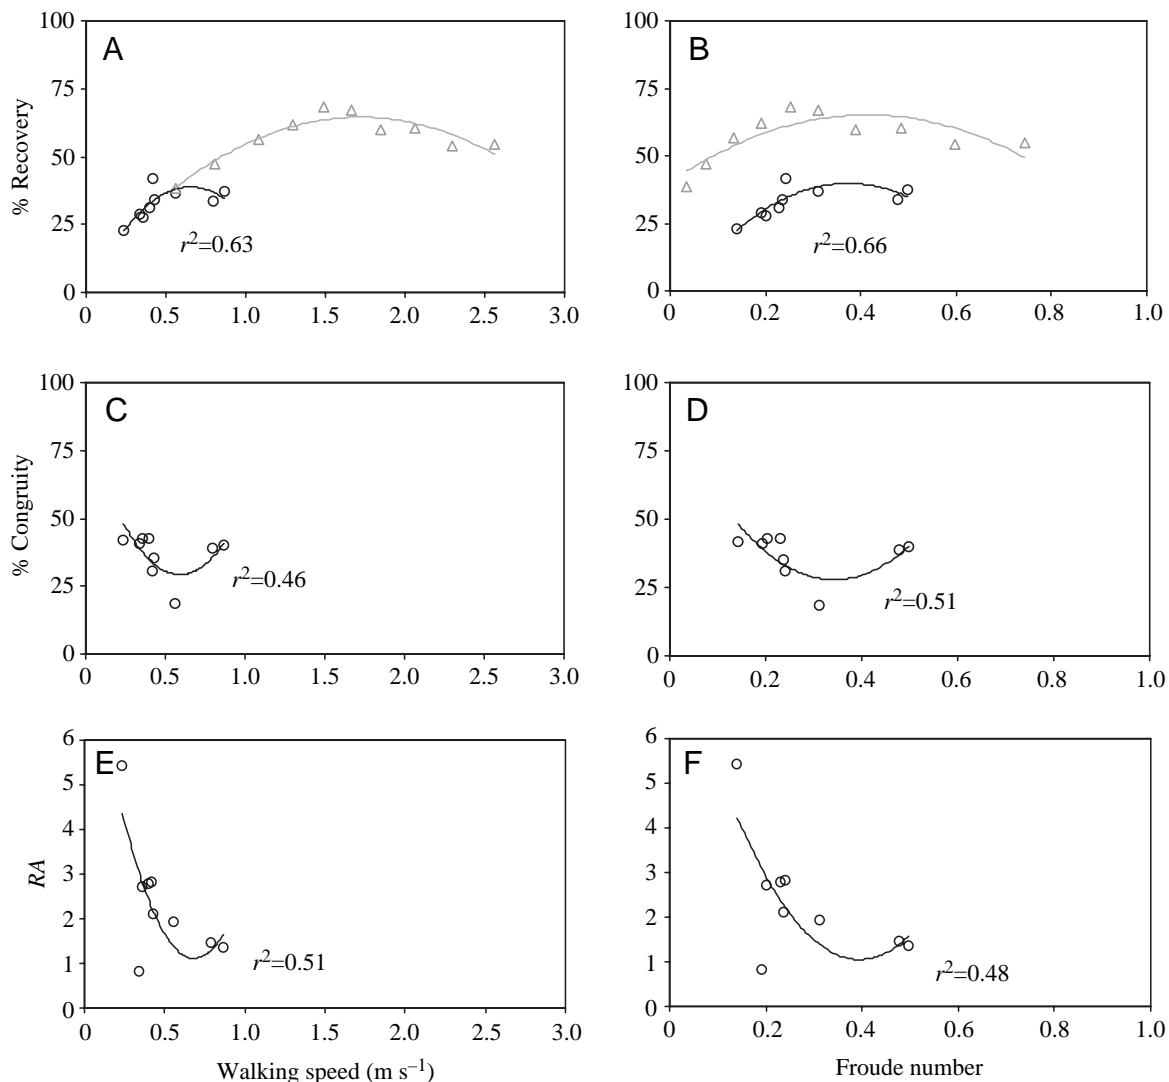 A
% Recovery
100
75
50
25
0
r²=0.63
0 0.5 1.0 1.5 2.0 2.5 3.0
B
100
75
50
25
0
r²=0.66
0 0.2 0.4 0.6 0.8 1.0
C
% Congruity
100
75
50
25
0
r²=0.46
0 0.5 1.0 1.5 2.0 2.5 3.0
D
100
75
50
25
0
r²=0.51
0 0.2 0.4 0.6 0.8 1.0
E
RA
6
5
4
3
2
1
0
r²=0.51
0 0.5 1.0 1.5 2.0 2.5 3.0
Walking speed (m s⁻¹)
F
6
5
4
3
2
1
0
r²=0.48
0 0.2 0.4 0.6 0.8 1.0
Froude number